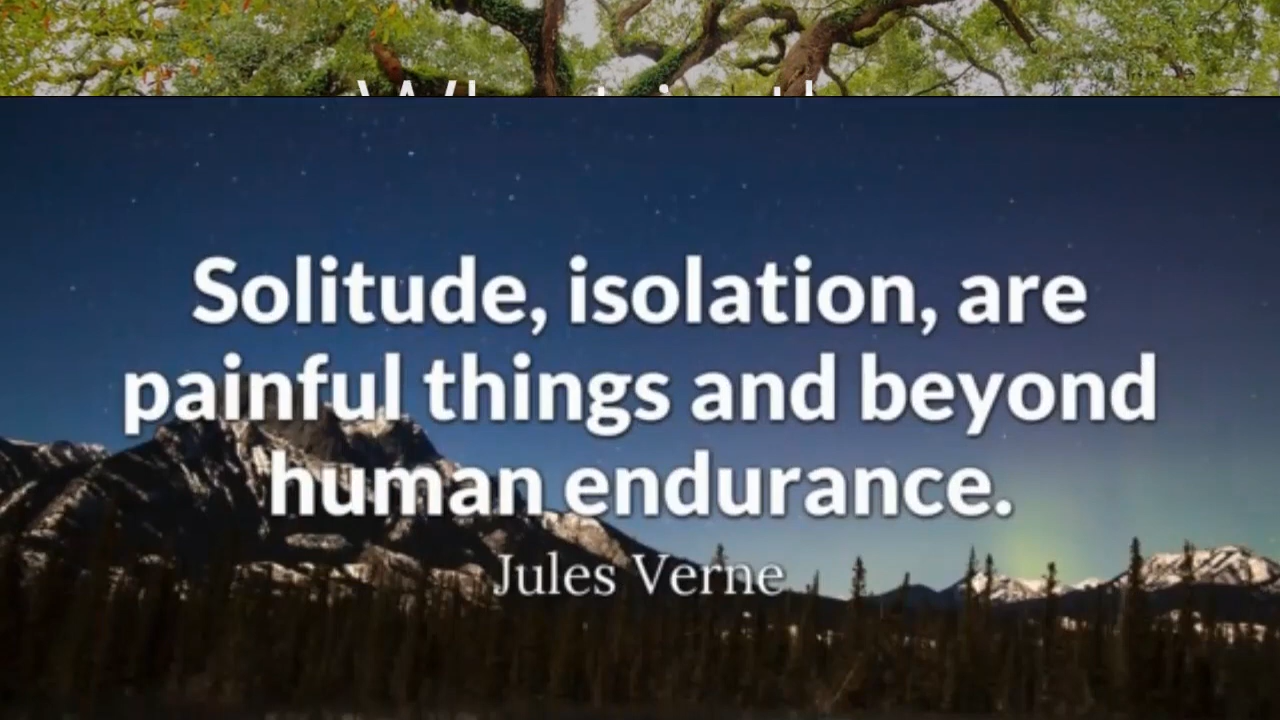 Solitude, isolation, are
painful things and beyond
human endurance.
Jules Verne